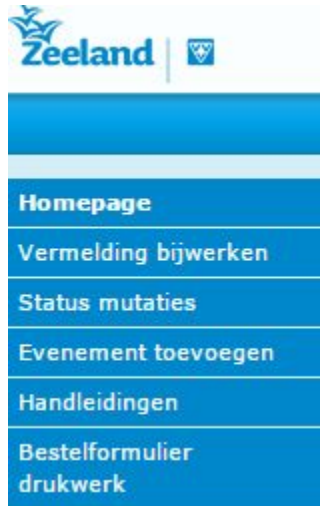 Zeeland
Homepage
Vermelding bijwerken
Status mutaties
Evenement toevoegen
Handleidingen
Bestelformulier
drukwerk